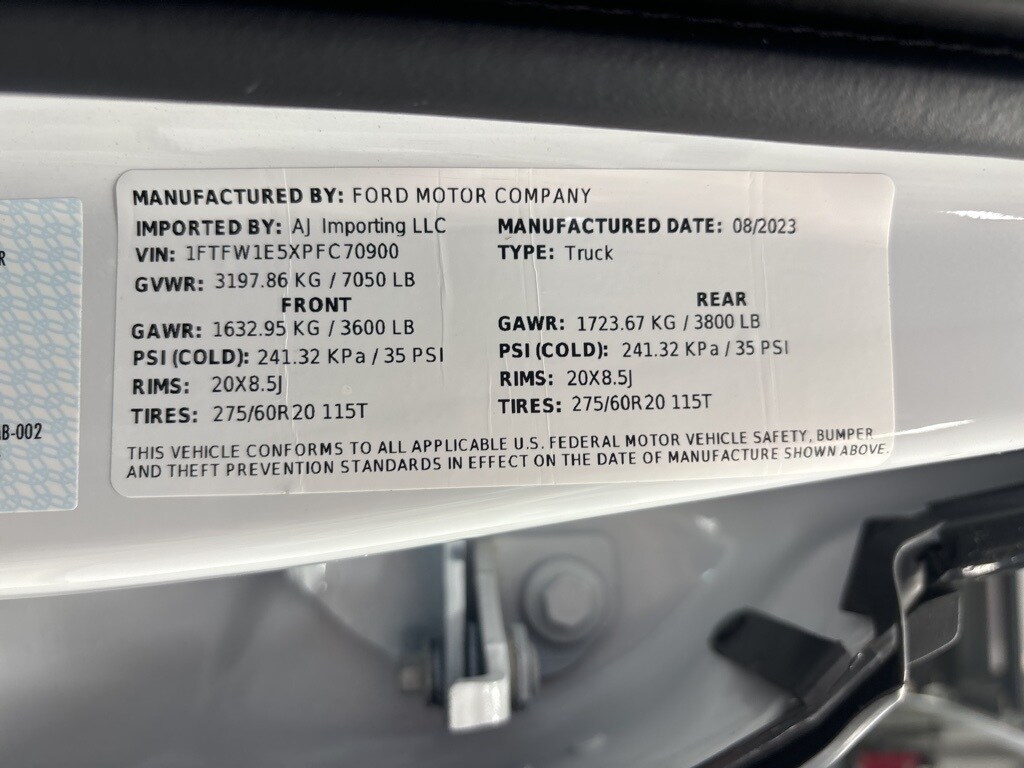 MANUFACTURED BY: FORD MOTOR COMPANY
IMPORTED BY: AJ Importing LLC MANUFACTURED DATE: 08/2023
VIN: 1FTFW1E5XPFC70900 TYPE: Truck
GVWR: 3197.86 KG / 7050 LB
FRONT REAR
GAWR: 1632.95 KG / 3600 LB GAWR: 1723.67 KG / 3800 LB
PSI (COLD): 241.32 KPa / 35 PSI PSI (COLD): 241.32 KPa / 35 PSI
RIMS: 20X8.5J RIMS: 20X8.5J
TIRES: 275/60R20 115T TIRES: 275/60R20 115T
THIS VEHICLE CONFORMS TO ALL APPLICABLE U.S. FEDERAL MOTOR VEHICLE SAFETY, BUMPER
AND THEFT PREVENTION STANDARDS IN EFFECT ON THE DATE OF MANUFACTURE SHOWN ABOVE.
R
B-002